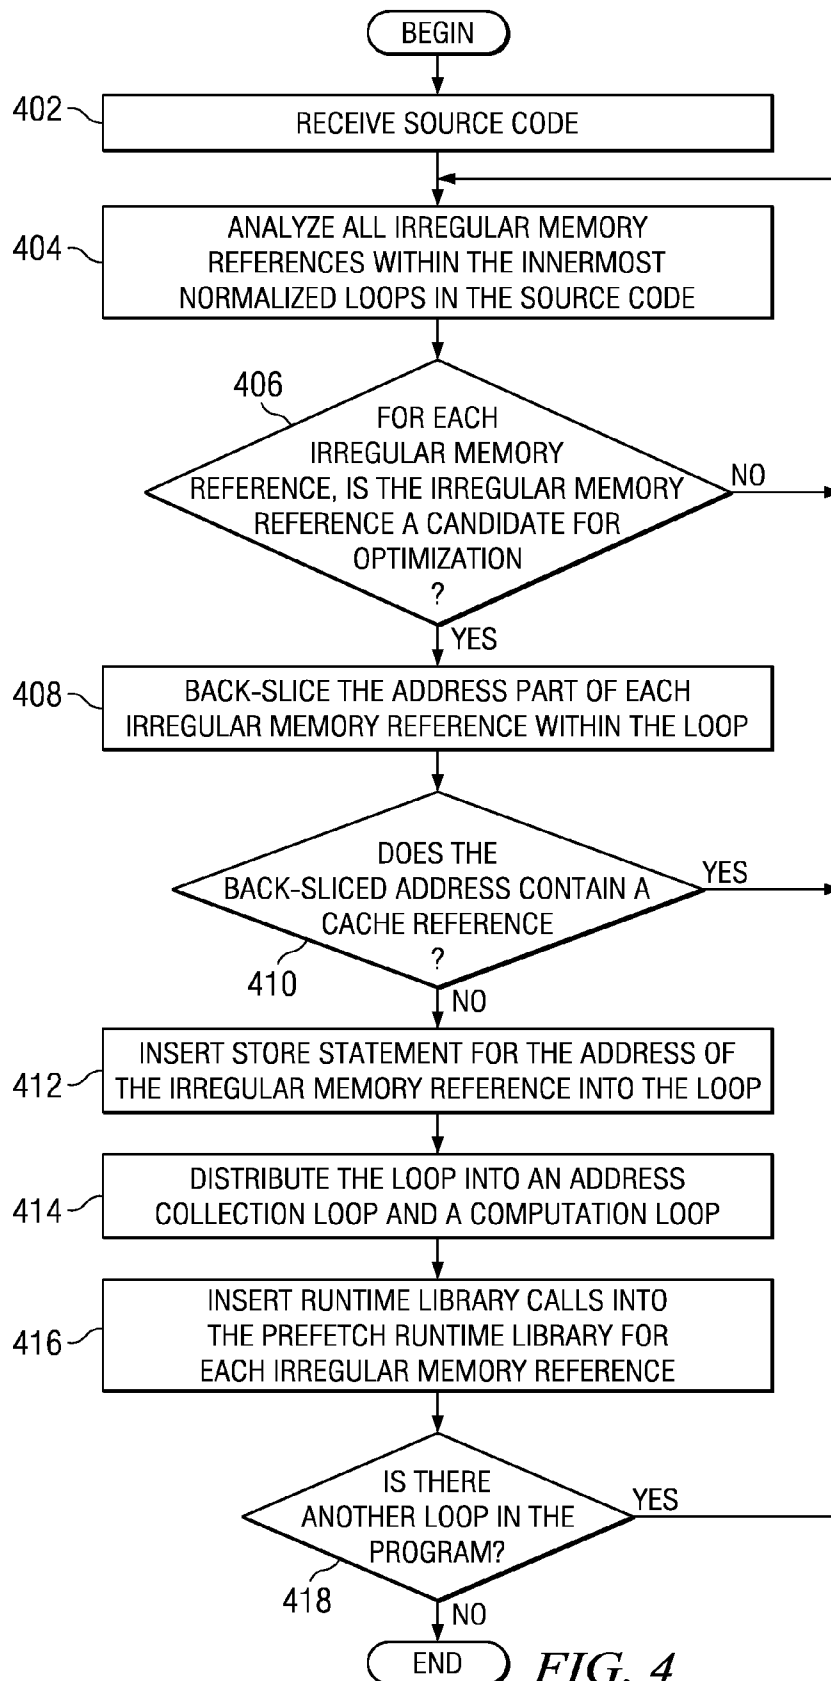 BEGIN
402
RECEIVE SOURCE CODE
404
ANALYZE ALL IRREGULAR MEMORY
REFERENCES WITHIN THE INNERMOST
NORMALIZED LOOPS IN THE SOURCE CODE
406
FOR EACH
IRREGULAR MEMORY
REFERENCE, IS THE IRREGULAR MEMORY
REFERENCE A CANDIDATE FOR
OPTIMIZATION
?
NO
YES
408
BACK-SLICE THE ADDRESS PART OF EACH
IRREGULAR MEMORY REFERENCE WITHIN THE LOOP
DOES THE
BACK-SLICED ADDRESS CONTAIN A
CACHE REFERENCE
?
YES
410
NO
412
INSERT STORE STATEMENT FOR THE ADDRESS OF
THE IRREGULAR MEMORY REFERENCE INTO THE LOOP
414
DISTRIBUTE THE LOOP INTO AN ADDRESS
COLLECTION LOOP AND A COMPUTATION LOOP
416
INSERT RUNTIME LIBRARY CALLS INTO
THE PREFETCH RUNTIME LIBRARY FOR
EACH IRREGULAR MEMORY REFERENCE
IS THERE
ANOTHER LOOP IN THE
PROGRAM?
YES
418
NO
END
FIG. 4